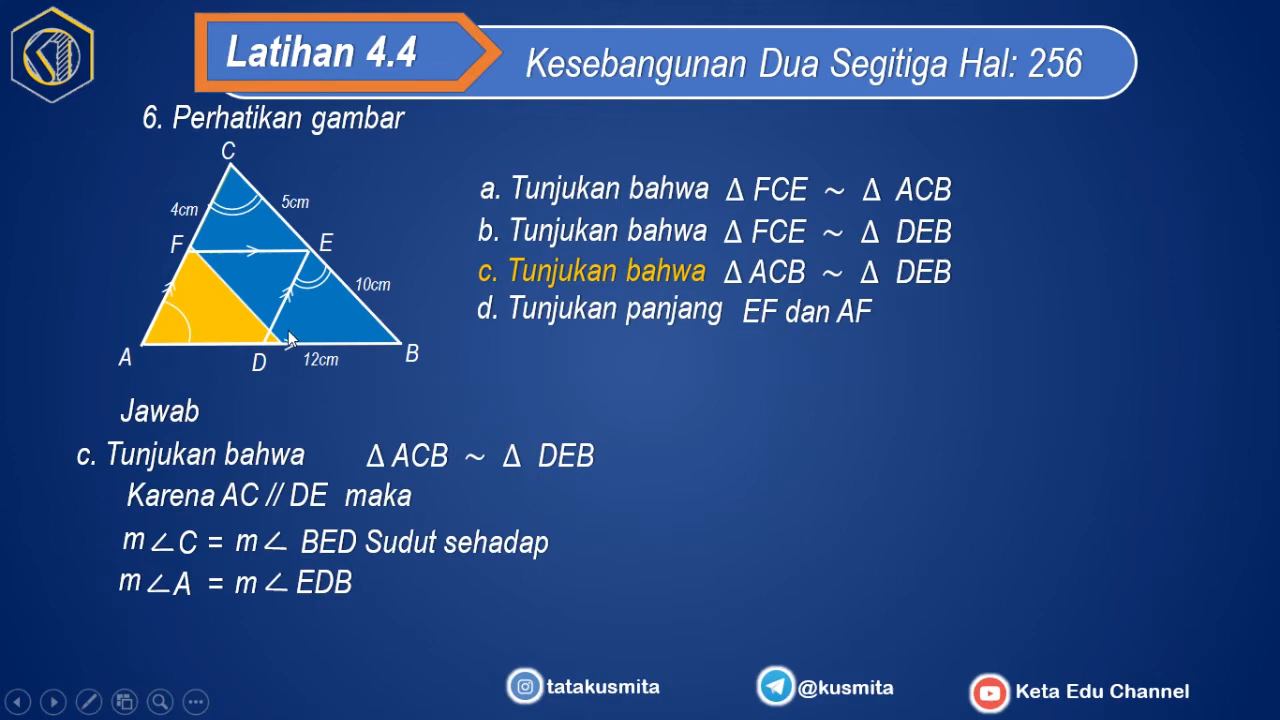 Latihan 4.4
Kesebangunan Dua Segitiga Hal: 256
6. Perhatikan gambar
C
4cm
5cm
F
E
10cm
A
D
12cm
B
a. Tunjukan bahwa Δ FCE ~ Δ ACB
b. Tunjukan bahwa Δ FCE ~ Δ DEB
c. Tunjukan bahwa Δ ACB ~ Δ DEB
d. Tunjukan panjang EF dan AF
Jawab
c. Tunjukan bahwa Δ ACB ~ Δ DEB
Karena AC // DE maka
m∠C = m∠ BED Sudut sehadap
m∠A = m∠ EDB
tatakusmita
@kusmita
Keta Edu Channel